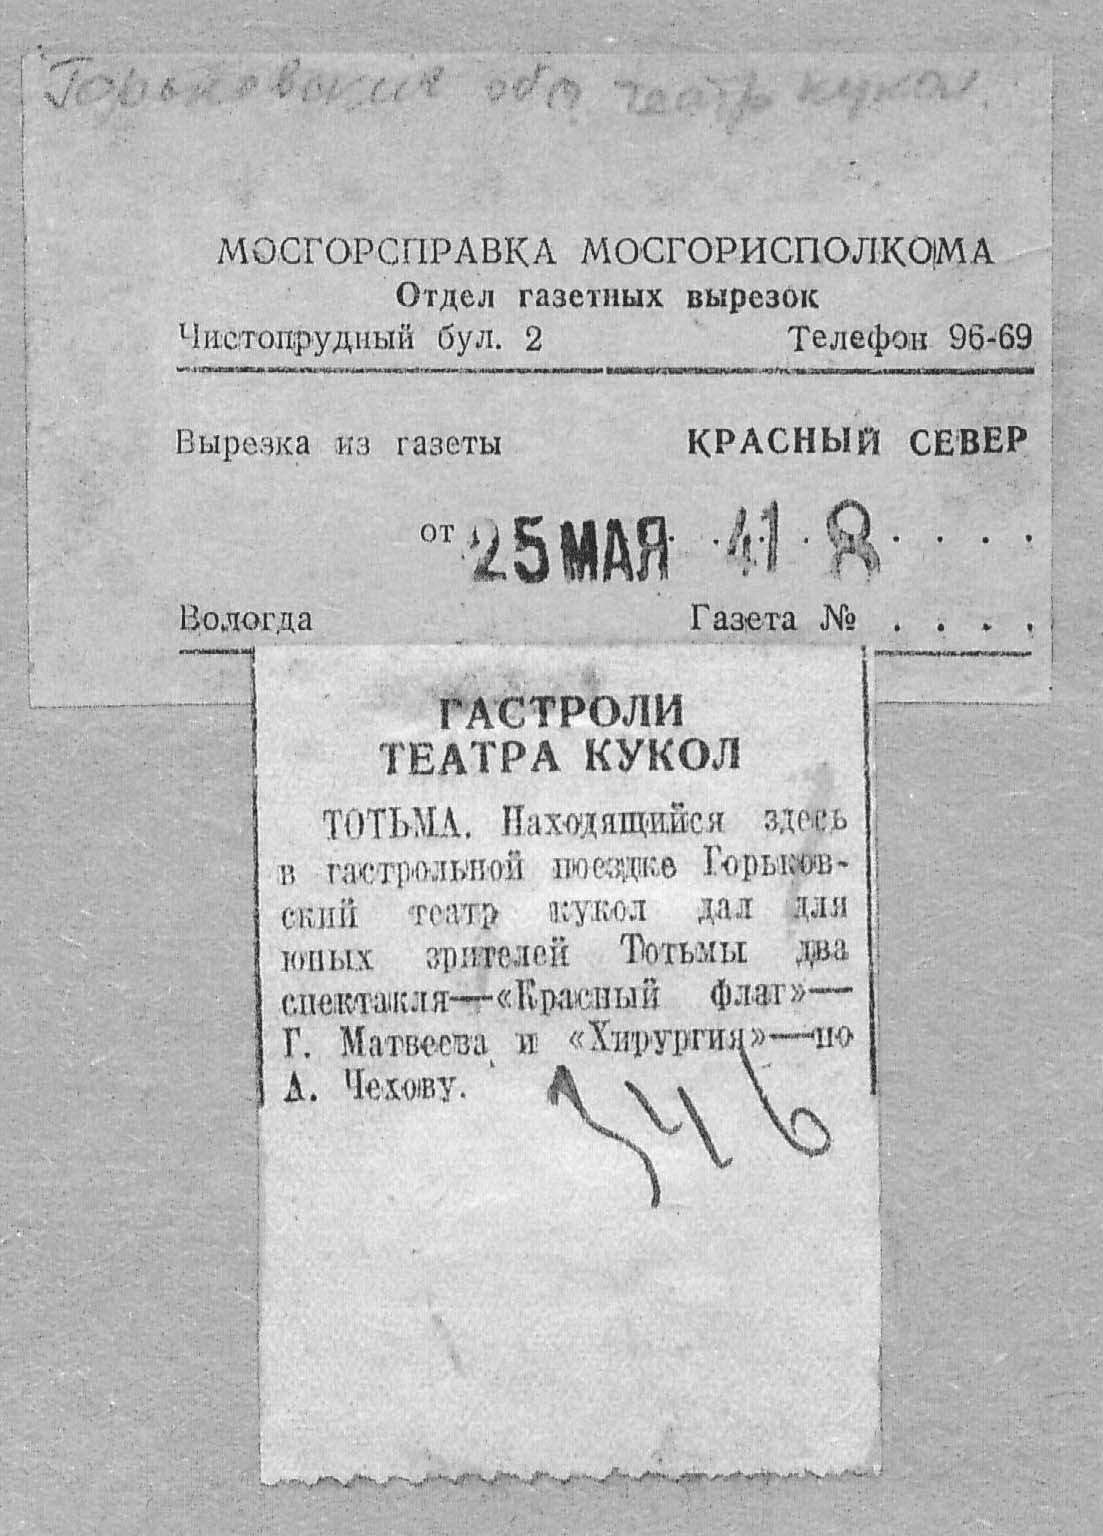 Горьковский обл театр кукол
МОСГОРСПРАВКА МОСГОРИСПОЛКОМА
Отдел газетных вырезок
Чистопрудный бул. 2 Телефон 96-69
Вырезка из газеты КРАСНЫЙ СЕВЕР
от 25 МАЯ 41 8 . . . .
Вологда Газета № . . . .
ГАСТРОЛИ
ТЕАТРА КУКОЛ
ТОТЬМА. Находящийся здесь
в гастрольной поездке Горьков-
ский театр кукол дал для
юных зрителей Тотьмы два
спектакля—«Красный флаг»—
Г. Матвеева и «Хирургия»—по
А. Чехову.
546